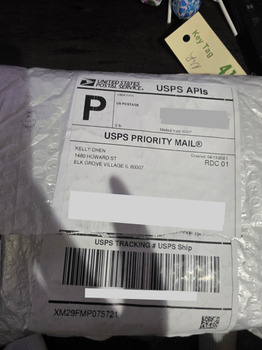 Key Tag
UNITED STATES
POSTAL SERVICE®
USPS APIs
P
US POSTAGE
USPS PRIORITY MAIL®
KELLY CHEN
1480 HOWARD ST
ELK GROVE VILLAGE IL 60007
RDC 01
USPS TRACKING # USPS Ship
XM29FMP075721